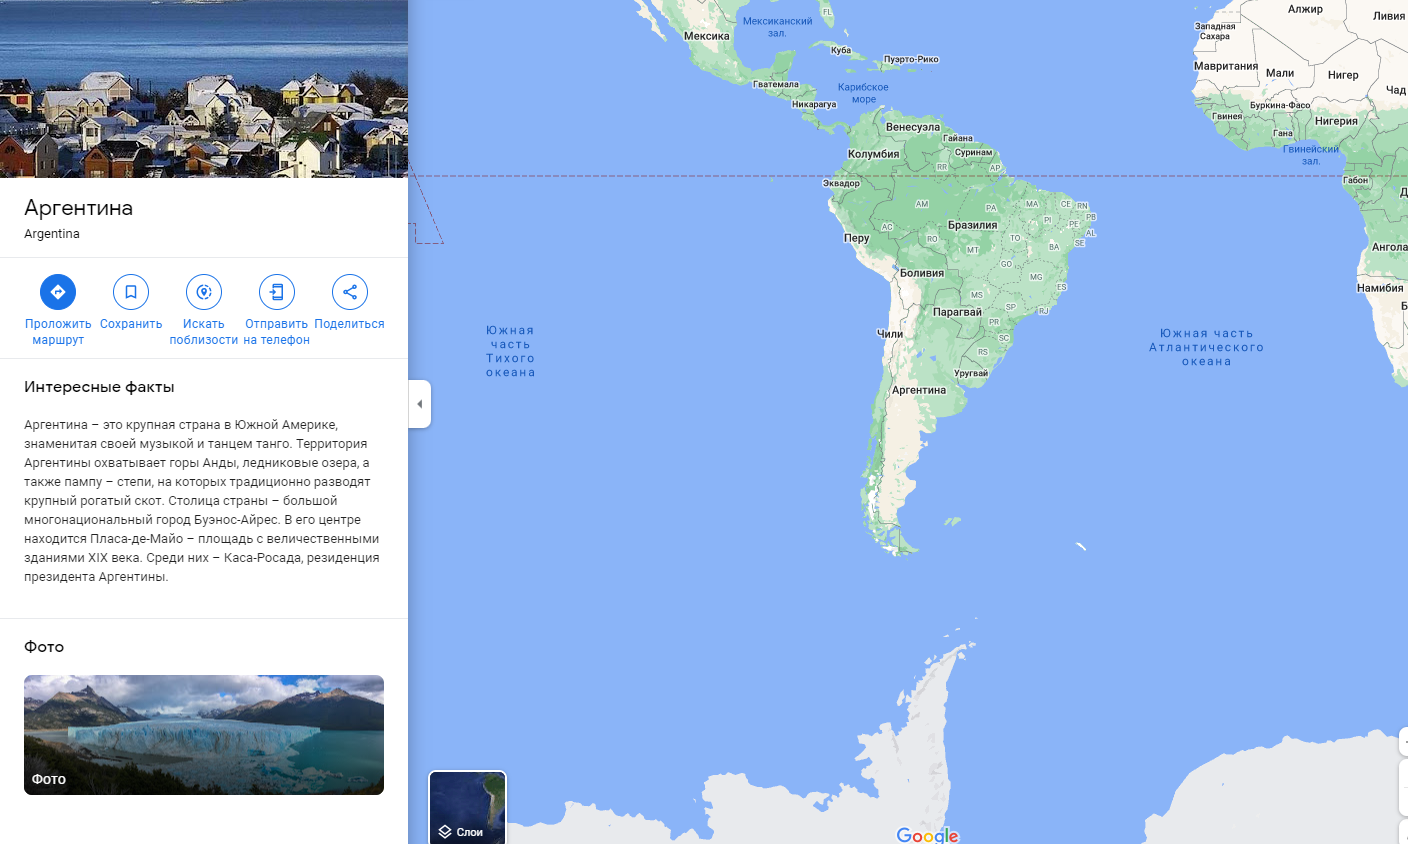 Аргентина
Argentina
Проложить
маршрут
Сохранить
Искать
поблизости
Отправить
на телефон
Поделиться
Интересные факты
Аргентина – это крупная страна в Южной Америке,
знаменитая своей музыкой и танцем танго. Территория
Аргентины охватывает горы Анды, ледниковые озера, а
также пампу – степи, на которых традиционно разводят
крупный рогатый скот. Столица страны – большой
многонациональный город Буэнос-Айрес. В его центре
находится Пласа-де-Майо – площадь с величественными
зданиями XIX века. Среди них – Каса-Росада, резиденция
президента Аргентины.
Фото
Фото
Слои
FL
Мексиканский
зал.
Мексика
Куба
Пуэрто-Рико
Гватемала
Карибское
море
Никарагуа
Венесуэла
Гайана
Суринам
Колумбия
RR
AP
Эквадор
AM
PA
MA
CE
RN
PB
PI
PE
AL
Бразилия
AC
Перу
RO
TO
SE
BA
MT
GO
Боливия
MG
ES
MS
SP
RJ
Парагвай
PR
Чили
SC
RS
Уругвай
Аргентина
Южная
часть
Тихого
океана
Южная часть
Атлантического
океана
Алжир
Ливия
Западная
Сахара
Мавритания
Мали
Нигер
Чад
Буркина-Фасо
Гвинея
Нигерия
Гана
Гвинейский
зал.
Габон
Ангола
Намибия
Google